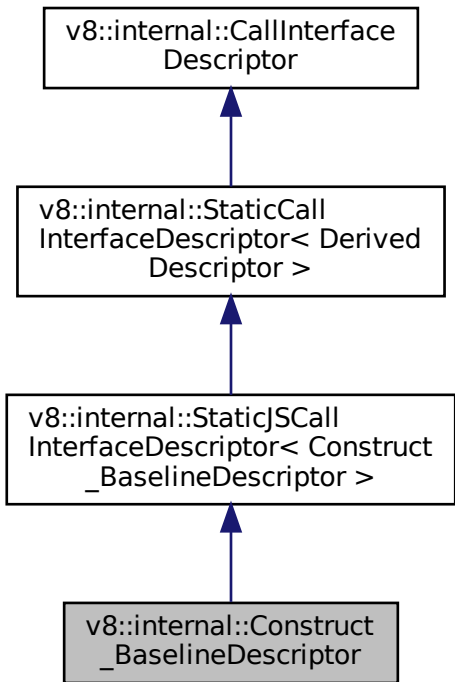 v8::internal::CallInterface
Descriptor
v8::internal::StaticCall
InterfaceDescriptor< Derived
Descriptor >
v8::internal::StaticJSCall
InterfaceDescriptor< Construct
_BaselineDescriptor >
v8::internal::Construct
_BaselineDescriptor